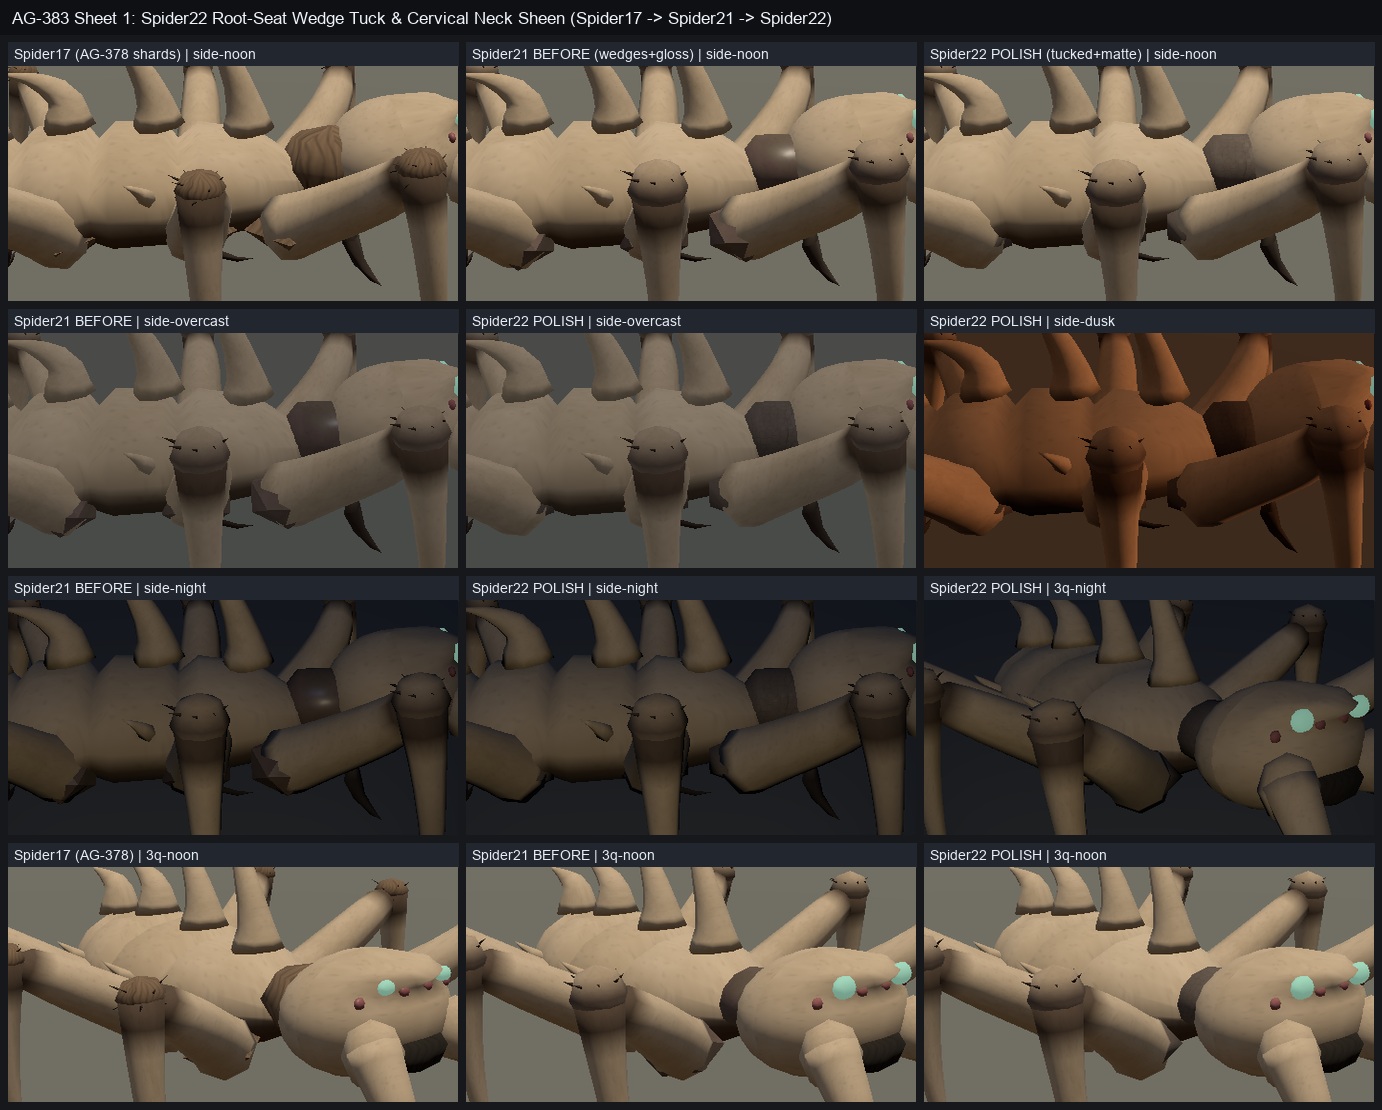 AG-383 Sheet 1: Spider22 Root-Seat Wedge Tuck & Cervical Neck Sheen (Spider17 -> Spider21 -> Spider22)
Spider17 (AG-378 shards) | side-noon
Spider21 BEFORE (wedges+gloss) | side-noon
Spider22 POLISH (tucked+matte) | side-noon
Spider21 BEFORE | side-overcast
Spider22 POLISH | side-overcast
Spider22 POLISH | side-dusk
Spider21 BEFORE | side-night
Spider22 POLISH | side-night
Spider22 POLISH | 3q-night
Spider17 (AG-378) | 3q-noon
Spider21 BEFORE | 3q-noon
Spider22 POLISH | 3q-noon